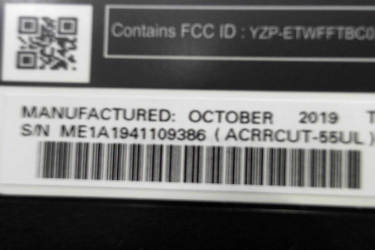 Contains FCC ID : YZP-ETWFFTBC0
MANUFACTURED: OCTOBER 2019 T
S/N ME1A1941109386 ( ACRRCUT-55UL )